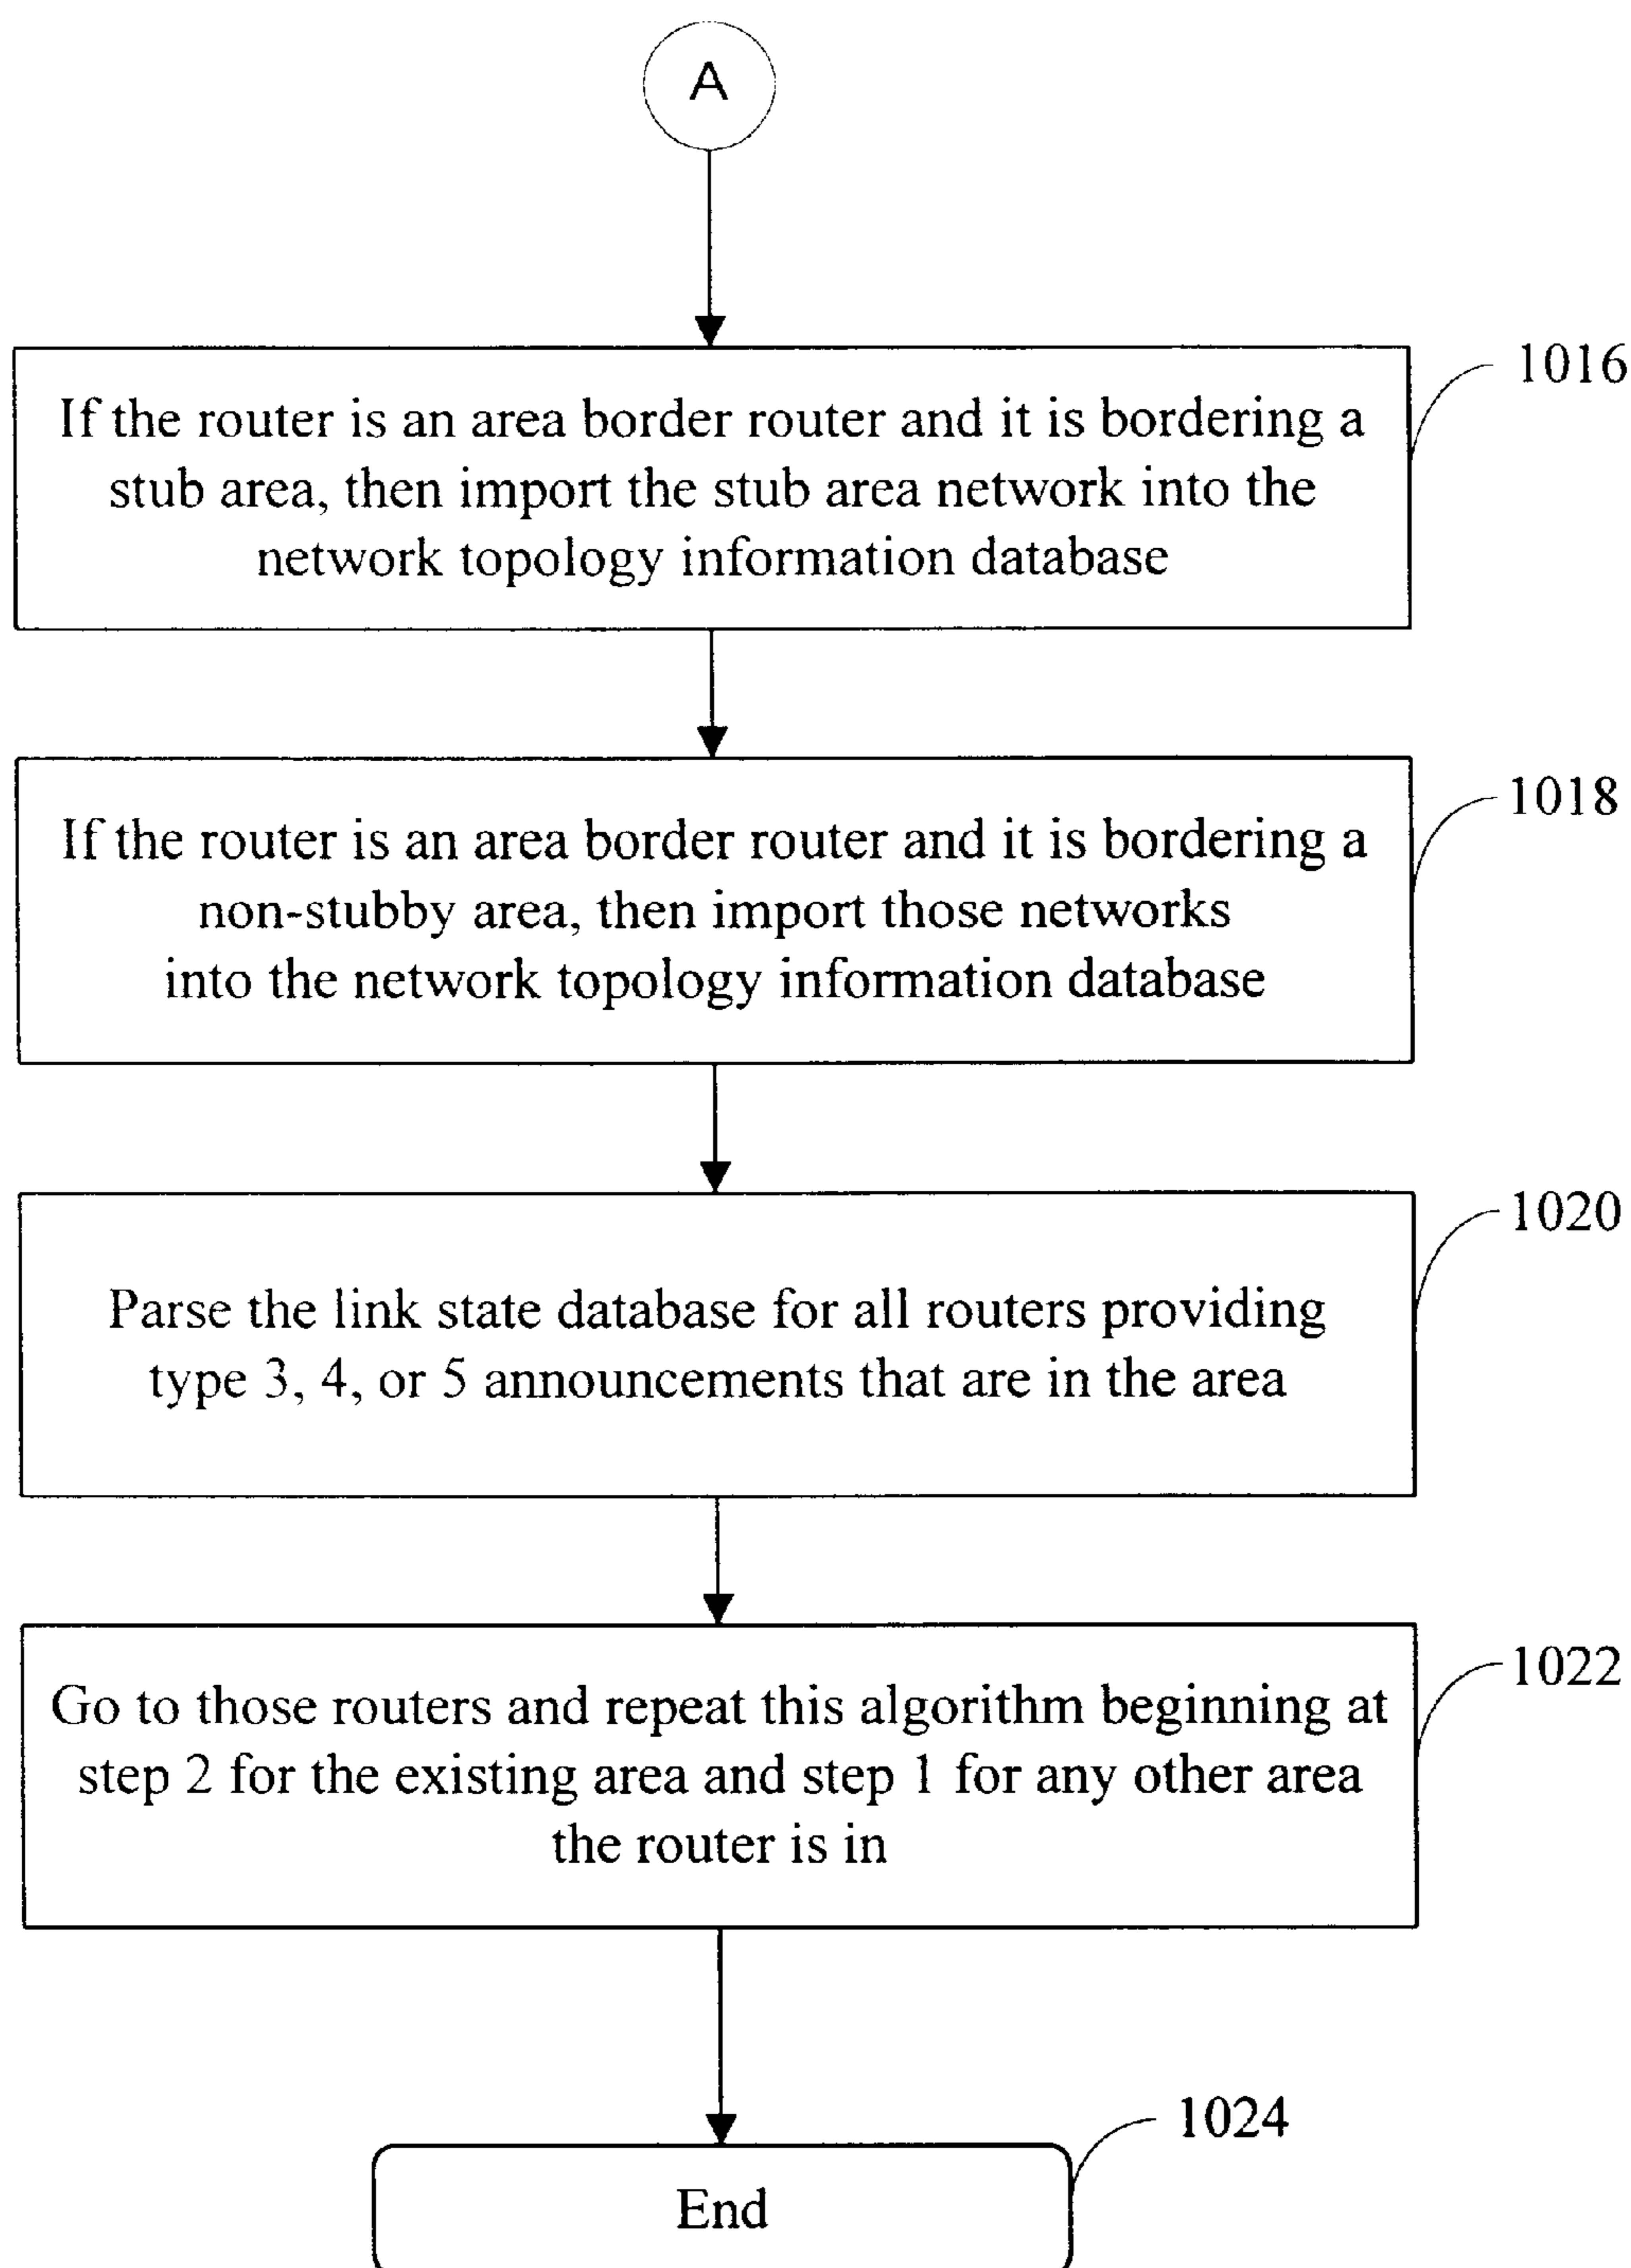 A
1016
If the router is an area border router and it is bordering a
stub area, then import the stub area network into the
network topology information database
1018
If the router is an area border router and it is bordering a
non-stubby area, then import those networks
into the network topology information database
1020
Parse the link state database for all routers providing
type 3, 4, or 5 announcements that are in the area
1022
Go to those routers and repeat this algorithm beginning at
step 2 for the existing area and step 1 for any other area
the router is in
1024
End